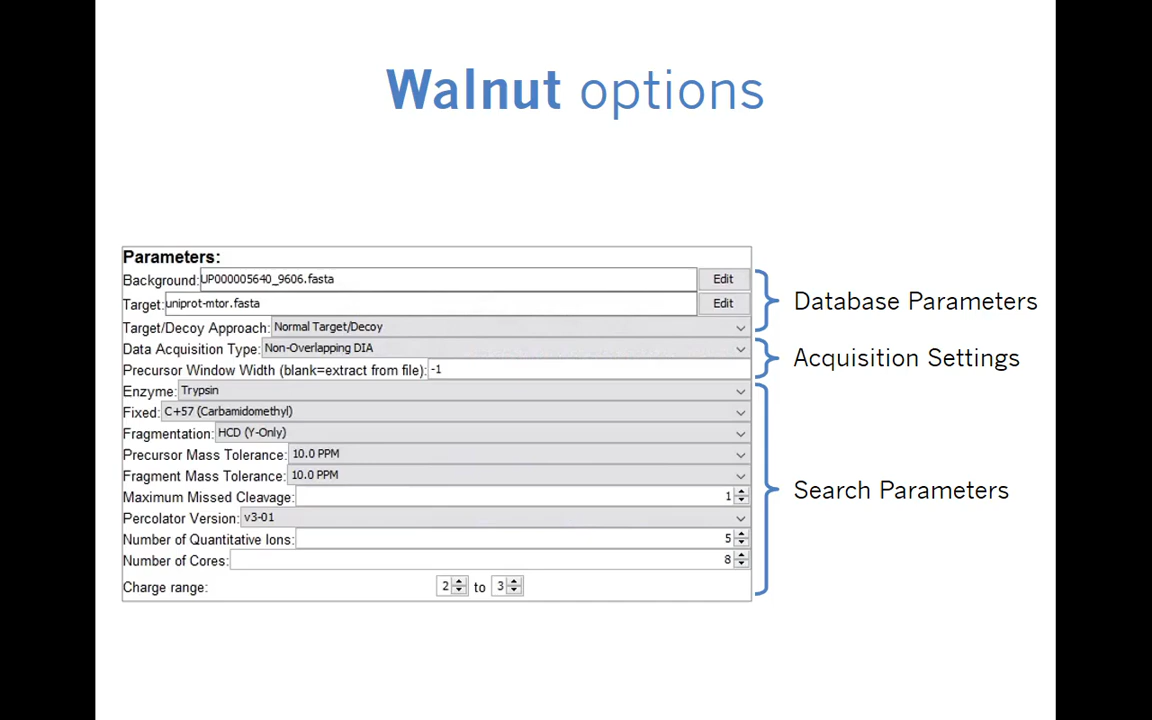 Walnut options
Parameters:
Background: UP000005640_9606.fasta Edit
Target: uniprot-mtor.fasta Edit
Database Parameters
Target/Decoy Approach: Normal Target/Decoy
Data Acquisition Type: Non-Overlapping DIA
Acquisition Settings
Precursor Window Width (blank=extract from file): -1
Enzyme: Trypsin
Fixed: C+57 (Carbamidomethyl)
Fragmentation: HCD (Y-Only)
Precursor Mass Tolerance: 10.0 PPM
Fragment Mass Tolerance: 10.0 PPM
Search Parameters
Maximum Missed Cleavage: 1
Percolator Version: v3-01
Number of Quantitative Ions: 5
Number of Cores: 8
Charge range: 2 to 3